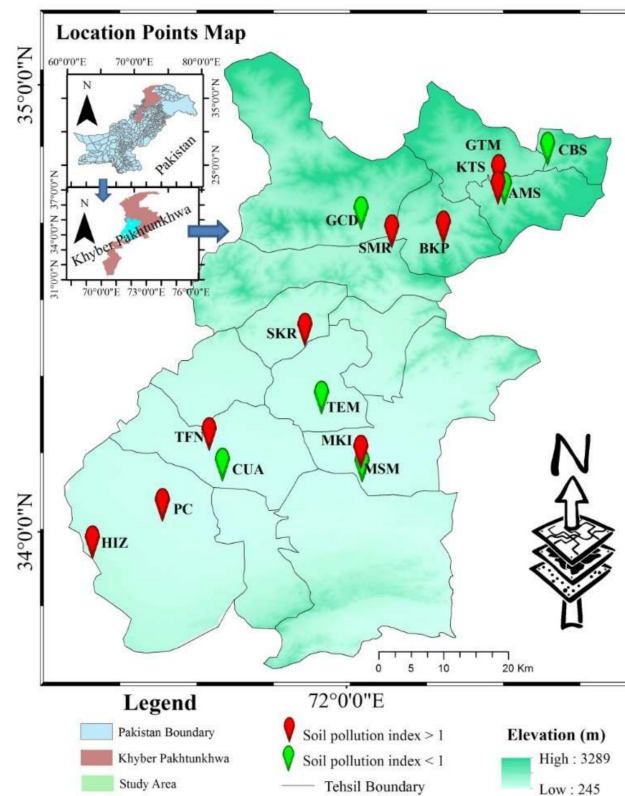 Location Points Map
60°0'0"E 70°0'0"E 80°0'0"E
N
35°0'0"N
25°0'0"N
Pakistan
37°0'0"N
34°0'0"N
31°0'0"N
N
Khyber Pakhtunkhwa
70°0'0"E 73°0'0"E 76°0'0"E
35°0'0"N
34°0'0"N
GTM
CBS
KTS
AMS
GCD
SMR
BKP
SKR
TEM
TFN
MKI
CUA
MSM
PC
HIZ
N
0 5 10 20 Km
72°0'0"E
Legend
Pakistan Boundary
Khyber Pakhtunkhwa
Study Area
Soil pollution index > 1
Soil pollution index < 1
Tehsil Boundary
Elevation (m)
High : 3289
Low : 245